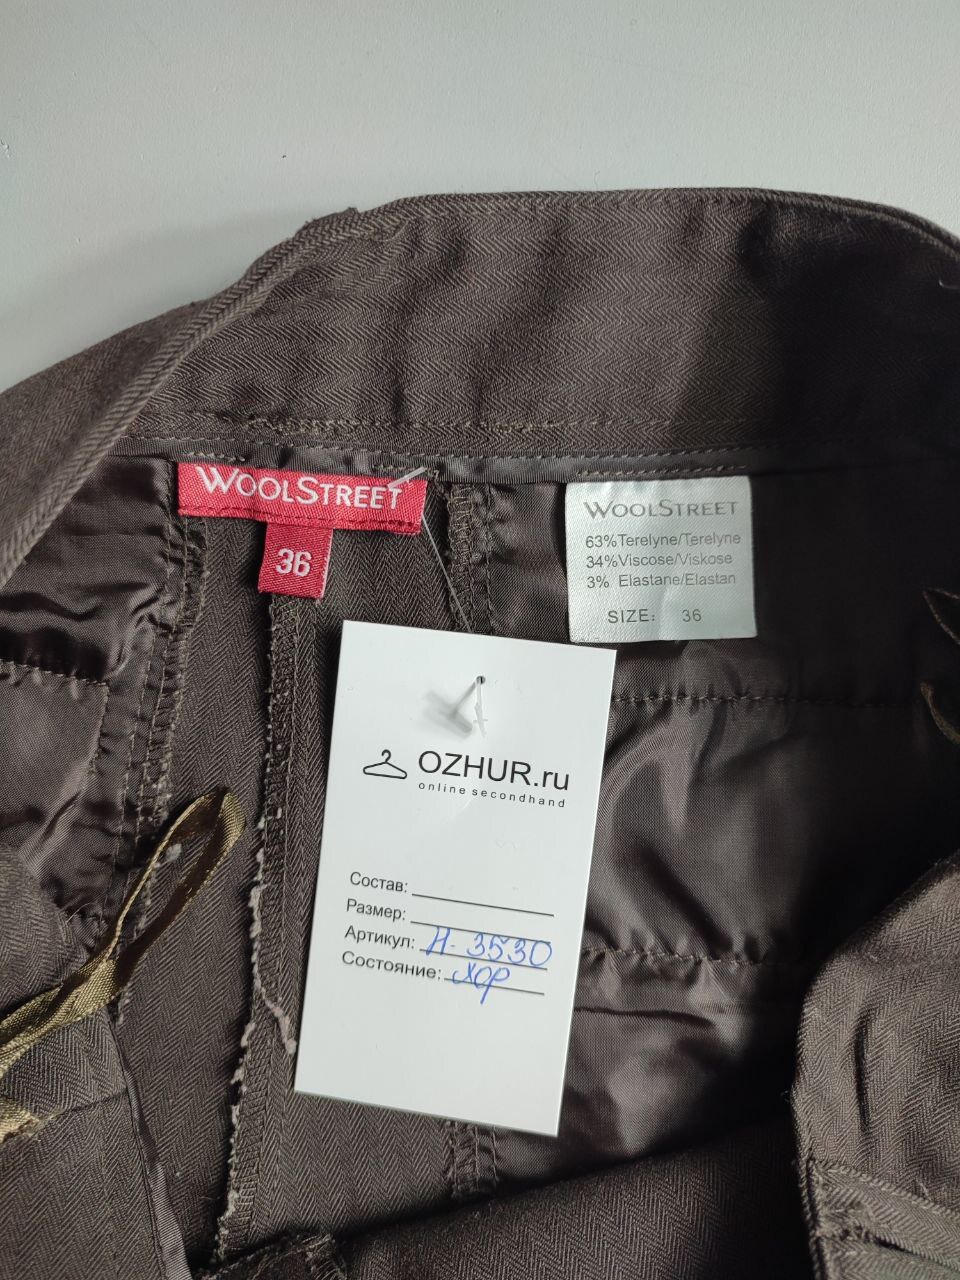 WOOLSTREET
36
WOOLSTREET
63%Terelyne/Terelyne
34%Viscose/Viskose
3% Elastane/Elastan
SIZE: 36
OZHUR.ru
online secondhand
Состав:
Размер:
Артикул: Н-3530
Состояние: хор